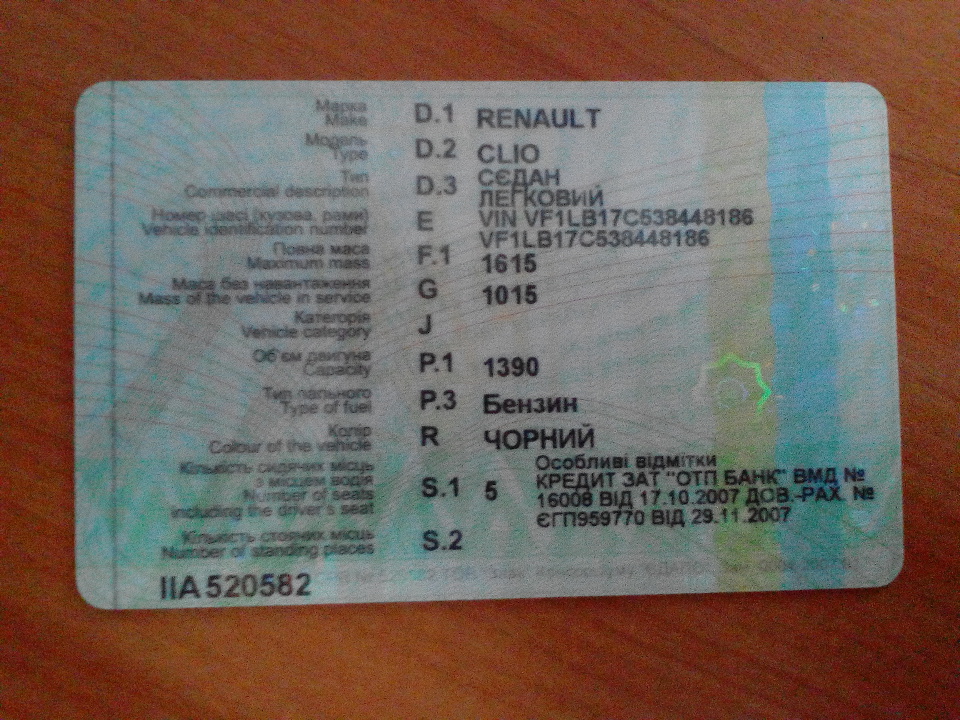 Марка
Make D.1 RENAULT
Модель
Type D.2 CLIO
Тип
Commercial description D.3 СЄДАН
ЛЕГКОВИЙ
Номер шасі (кузова, рами)
Vehicle identification number E VIN VF1LB17C538448186
VF1LB17C538448186
Повна маса
Maximum mass F.1 1615
Маса без навантаження
Mass of the vehicle in service G 1015
Категорія
Vehicle category J
Об'єм двигуна
Capacity P.1 1390
Тип пального
Type of fuel P.3 Бензин
Колір
Colour of the vehicle R ЧОРНИЙ
Кількість сидячих місць
з місцем водія
Number of seats
including the driver's seat S.1 5
Особливі відмітки
КРЕДИТ ЗАТ "ОТП БАНК" ВМД №
16008 ВІД 17.10.2007 ДОВ.-РАХ. №
ЄГП959770 ВІД 29.11.2007
Кількість стоячих місць
Number of standing places S.2
ІІА520582